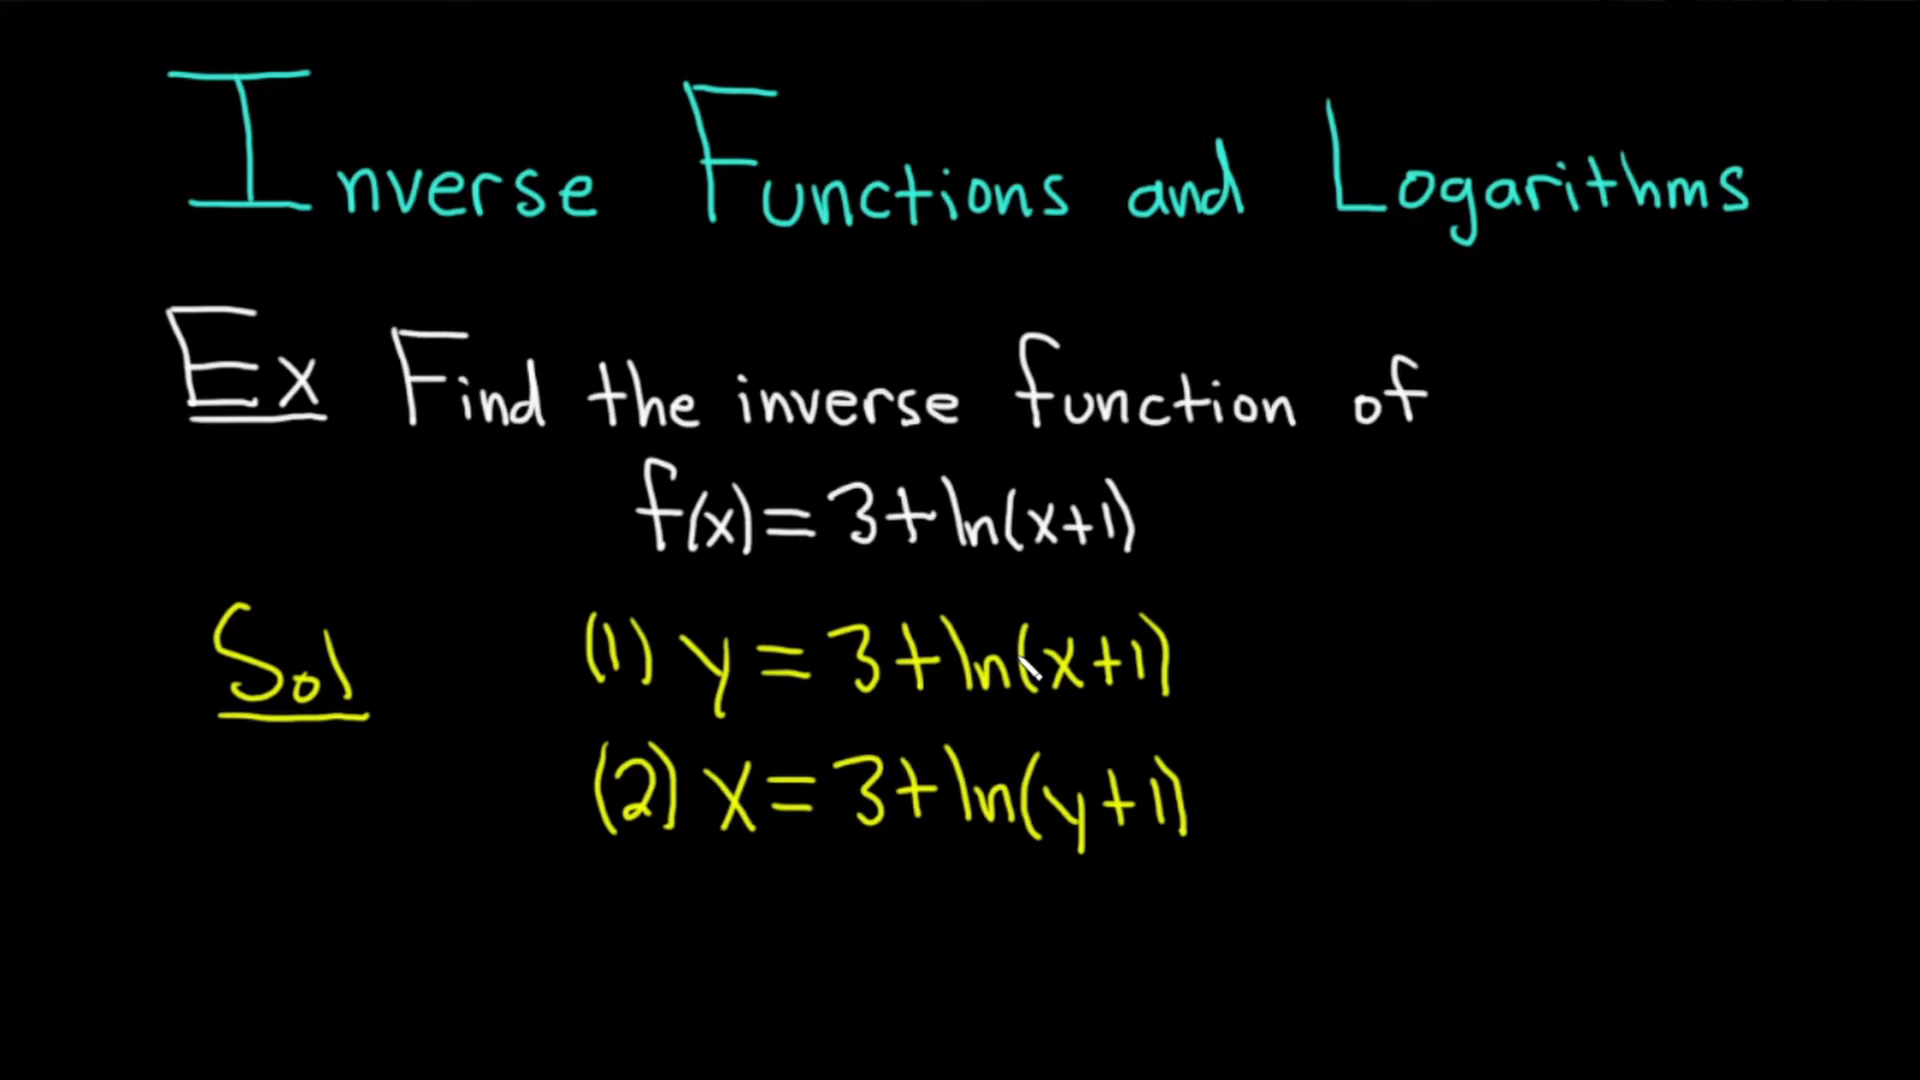 Inverse Functions and Logarithms
Ex Find the inverse function of
f(x)=3+ln(x+1)
Sol (1) y=3+ln(x+1)
(2) x=3+ln(y+1)